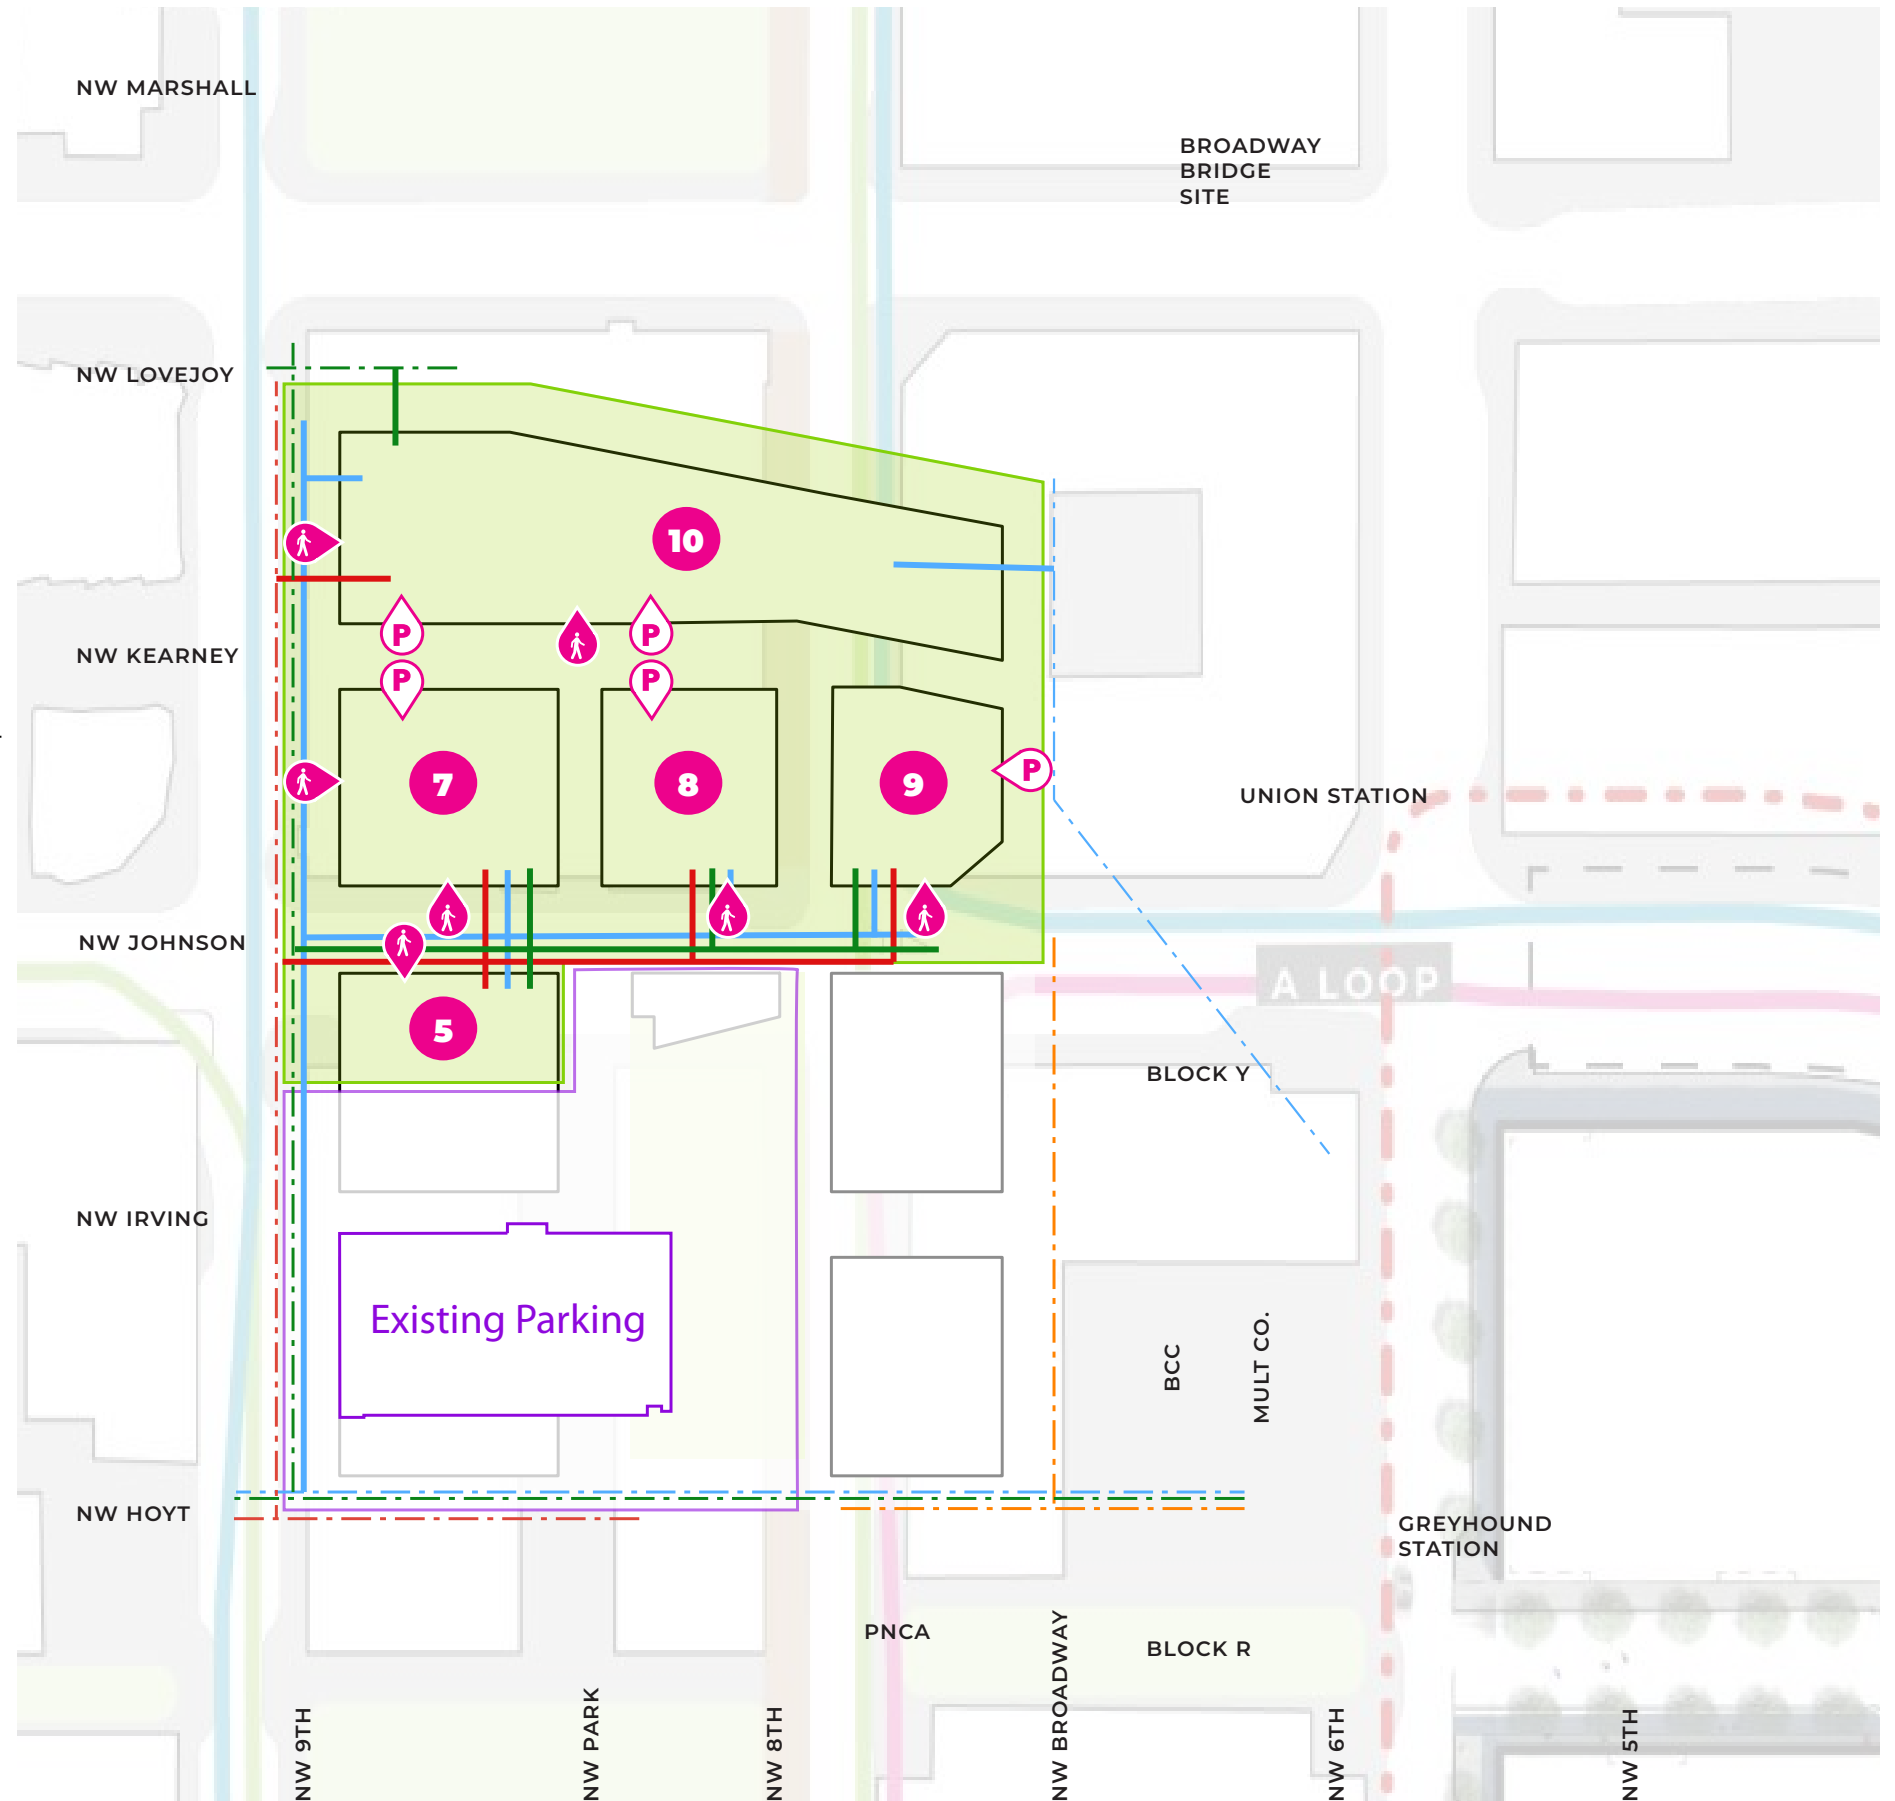 NW MARSHALL
BROADWAY
BRIDGE
SITE
NW LOVEJOY
10
P
P
NW KEARNEY
P
P
7
8
9
P
UNION STATION
NW JOHNSON
A LOOP
5
BLOCK Y
NW IRVING
Existing Parking
BCC
MULT CO.
NW HOYT
GREYHOUND
STATION
PNCA
BLOCK R
NW 9TH
NW PARK
NW 8TH
NW BROADWAY
NW 6TH
NW 5TH